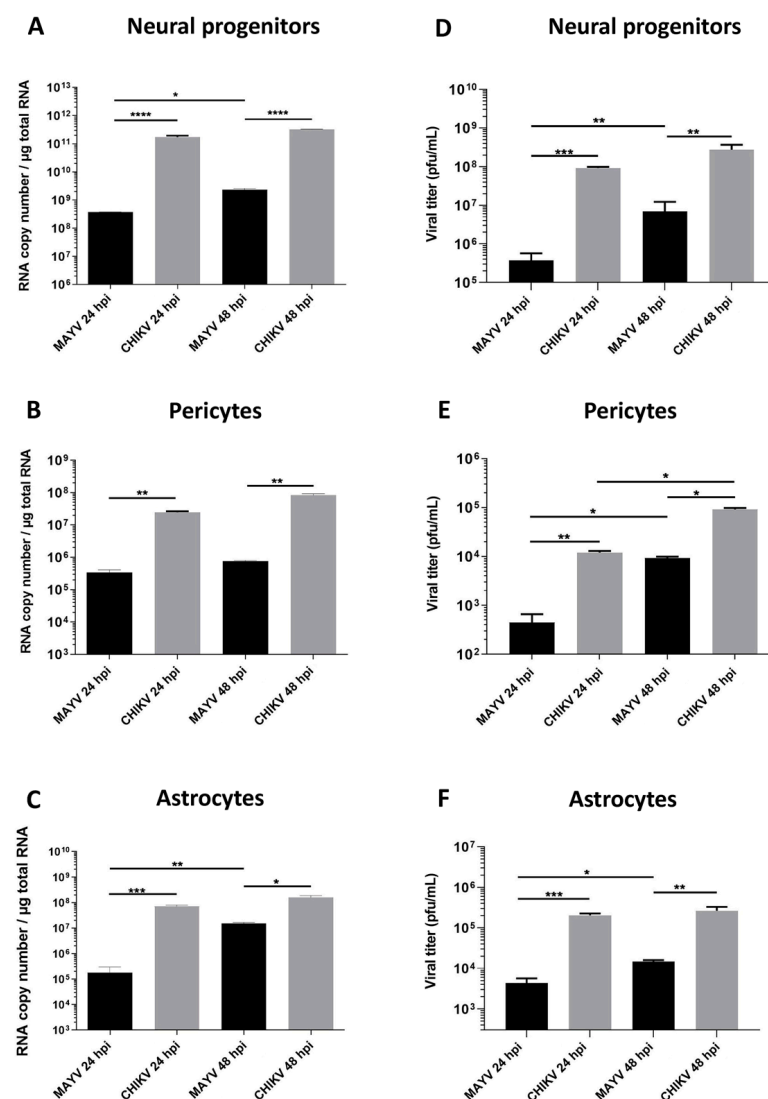 A Neural progenitors
RNA copy number / µg total RNA
10¹³
10¹²
10¹¹
10¹⁰
10⁹
10⁸
10⁷
10⁶
*
**** ****
MAYV 24 hpi
CHIKV 24 hpi
MAYV 48 hpi
CHIKV 48 hpi
D Neural progenitors
Viral titer (pfu/mL)
10¹⁰
10⁹
10⁸
10⁷
10⁶
10⁵
**
*** **
MAYV 24 hpi
CHIKV 24 hpi
MAYV 48 hpi
CHIKV 48 hpi
B Pericytes
RNA copy number / µg total RNA
10⁹
10⁸
10⁷
10⁶
10⁵
10⁴
10³
** **
MAYV 24 hpi
CHIKV 24 hpi
MAYV 48 hpi
CHIKV 48 hpi
E Pericytes
Viral titer (pfu/mL)
10⁶
10⁵
10⁴
10³
10²
*
*
*
**
MAYV 24 hpi
CHIKV 24 hpi
MAYV 48 hpi
CHIKV 48 hpi
C Astrocytes
RNA copy number / µg total RNA
10¹⁰
10⁹
10⁸
10⁷
10⁶
10⁵
10⁴
10³
**
*** *
MAYV 24 hpi
CHIKV 24 hpi
MAYV 48 hpi
CHIKV 48 hpi
F Astrocytes
Viral titer (pfu/mL)
10⁷
10⁶
10⁵
10⁴
10³
*
*** **
MAYV 24 hpi
CHIKV 24 hpi
MAYV 48 hpi
CHIKV 48 hpi